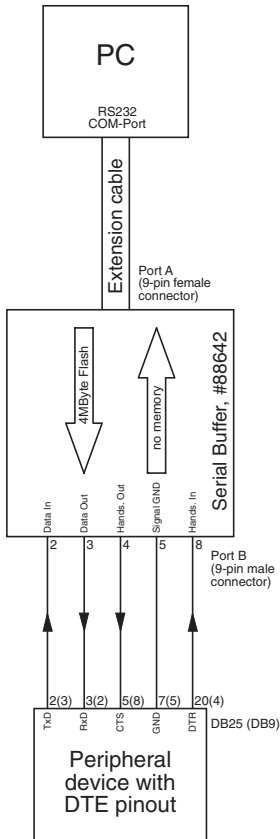 PC
RS232
COM-Port
Extension cable
Port A
(9-pin female
connector)
4MByte Flash
no memory
Serial Buffer, #88642
Data In
Data Out
Hands. Out
Signal GND
Hands. In
2
3
4
5
8
Port B
(9-pin male
connector)
2(3)
3(2)
5(8)
7(5)
20(4)
TxD
RxD
CTS
GND
DTR
DB25 (DB9)
Peripheral
device with
DTE pinout